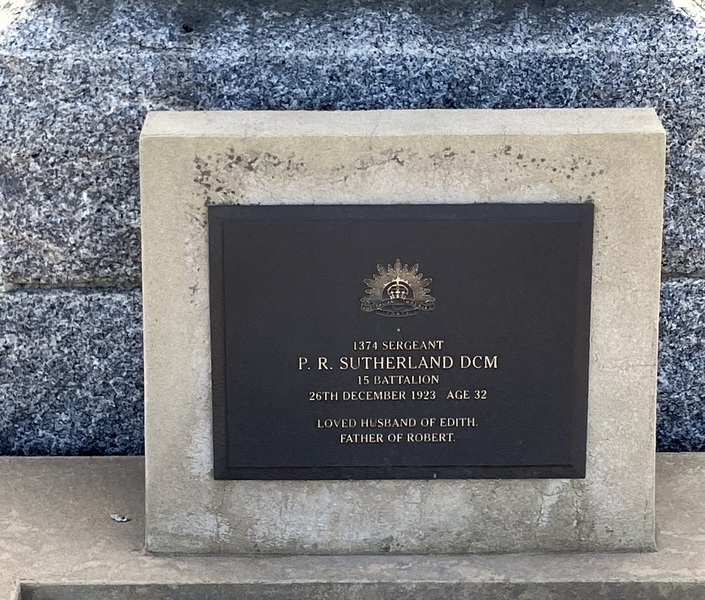 1374 SERGEANT
P. R. SUTHERLAND DCM
15 BATTALION
26TH DECEMBER 1923 AGE 32
LOVED HUSBAND OF EDITH.
FATHER OF ROBERT.